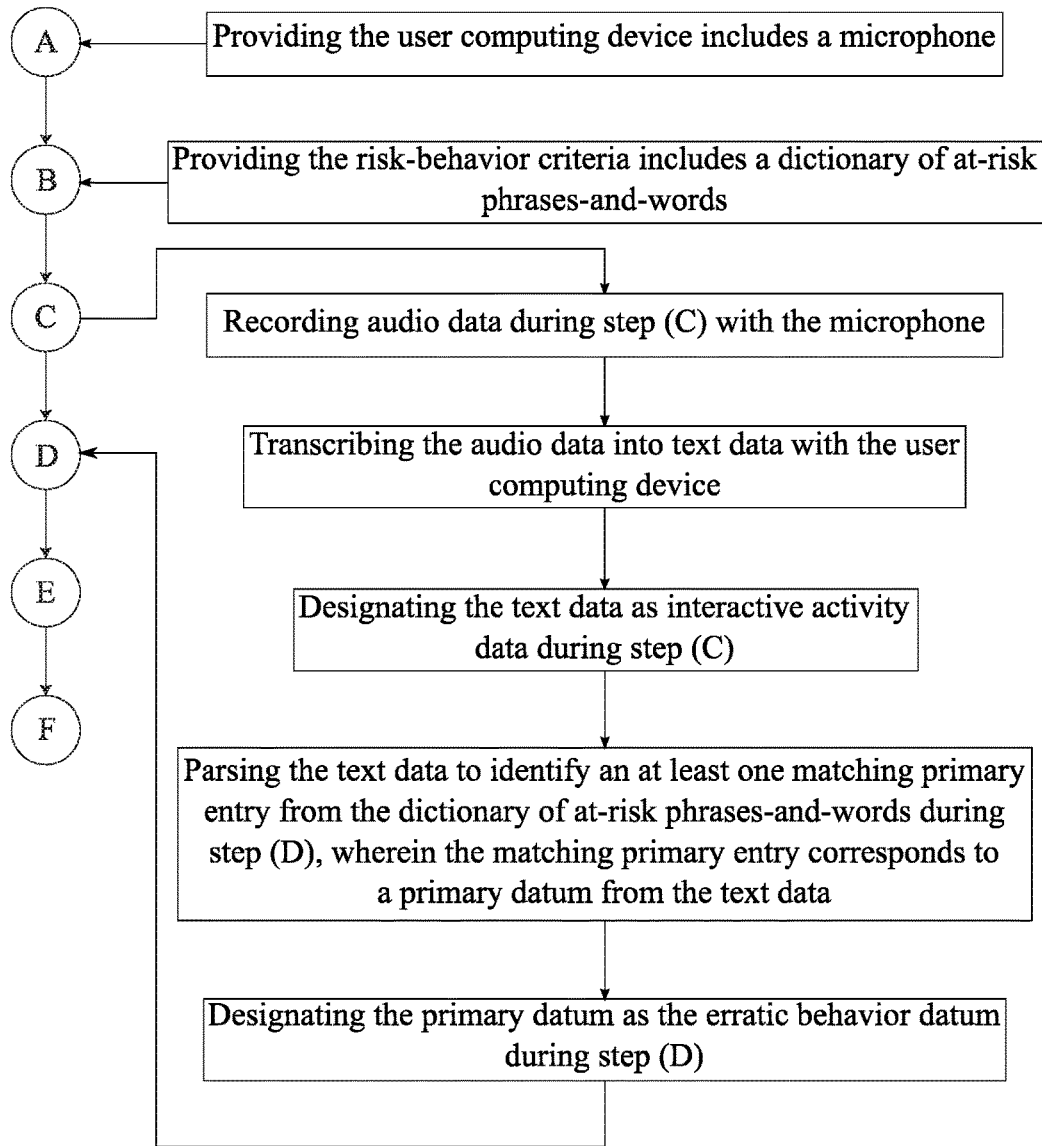 A
Providing the user computing device includes a microphone
B
Providing the risk-behavior criteria includes a dictionary of at-risk
phrases-and-words
C
Recording audio data during step (C) with the microphone
D
Transcribing the audio data into text data with the user
computing device
E
Designating the text data as interactive activity
data during step (C)
F
Parsing the text data to identify an at least one matching primary
entry from the dictionary of at-risk phrases-and-words during
step (D), wherein the matching primary entry corresponds to
a primary datum from the text data
Designating the primary datum as the erratic behavior datum
during step (D)